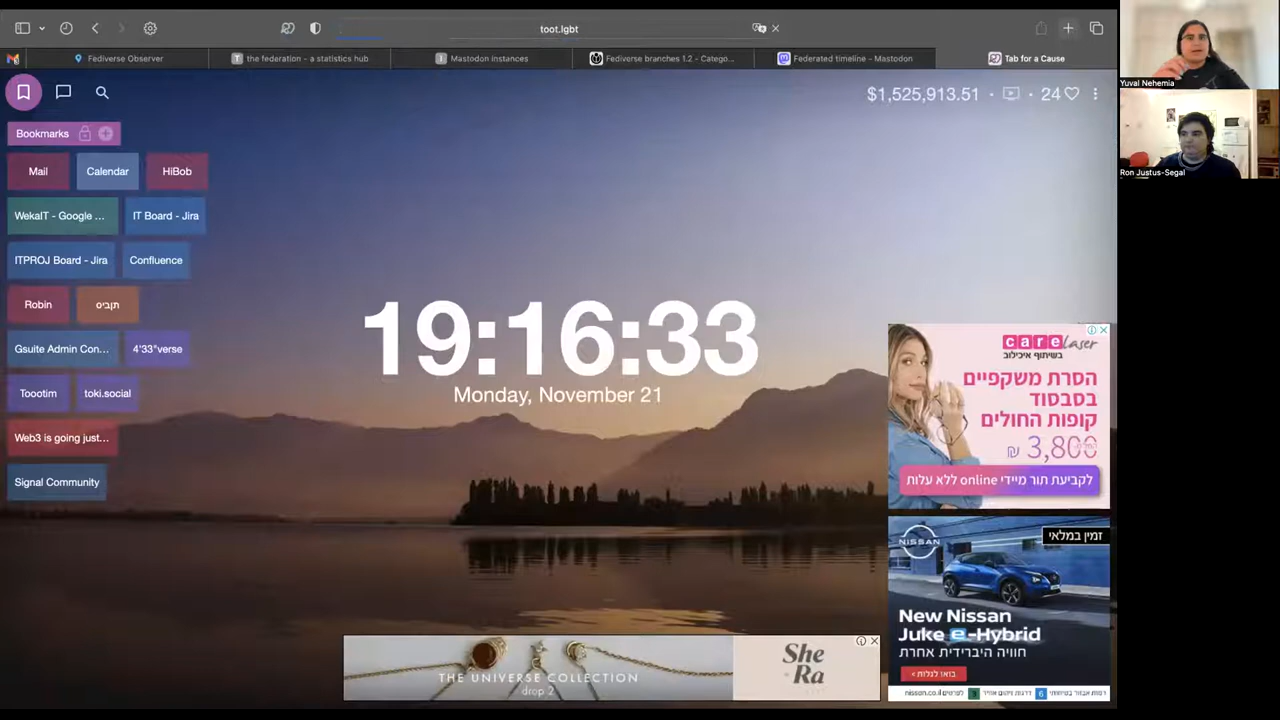 toot.lgbt
Fediverse Observer
the federation - a statistics hub
Mastodon instances
Fediverse branches 1.2 - Catego...
Federated timeline - Mastodon
Tab for a Cause
$1,525,913.51
24
Bookmarks
Mail
Calendar
HiBob
WekaIT - Google ...
IT Board - Jira
ITPROJ Board - Jira
Confluence
Robin
תןביס
Gsuite Admin Con...
4'33"verse
Toootim
toki.social
Web3 is going just...
Signal Community
19:16:33
Monday, November 21
care laser
בשיתוף איכילוב
הסרת משקפיים
בסבסוד
קופות החולים
3,800 ₪
לקביעת תור מיידי online ללא עלות
NISSAN
זמין במלאי
New Nissan
Juke e-Hybrid
חוויה היברידית אחרת
בואו לגלות >
THE UNIVERSE COLLECTION
drop 2
She
Ra
Yuval Nehemia
Ron Justus-Segal